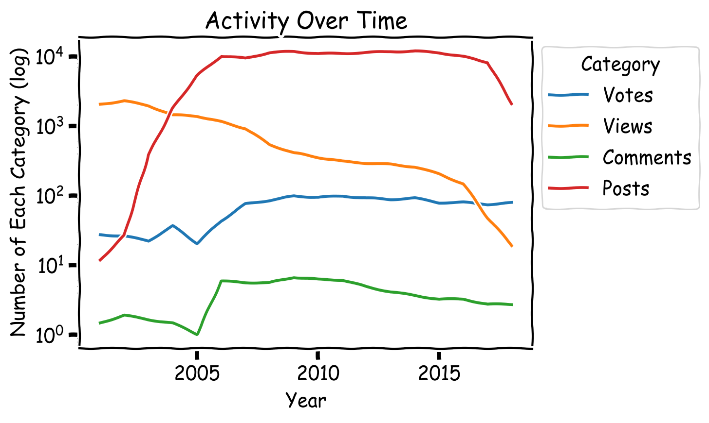 Activity Over Time
Number of Each Category (log)
10⁴
10³
10²
10¹
10⁰
2005
2010
2015
Year
Category
Votes
Views
Comments
Posts